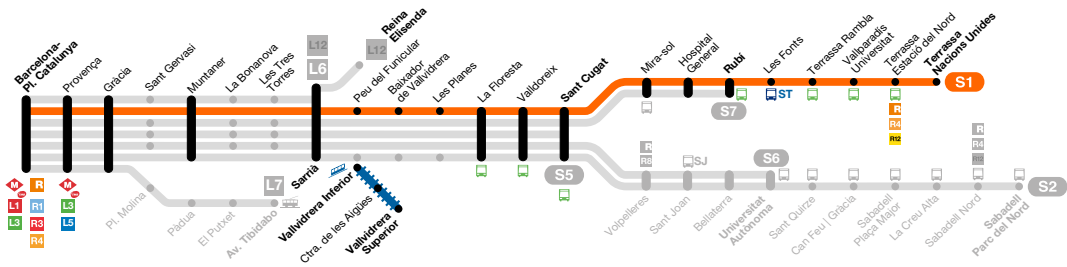 Barcelona-
Pl. Catalunya
Provença
Gràcia
Sant Gervasi
Muntaner
La Bonanova
Les Tres
Torres
L12
L6
L12
Reina
Elisenda
Peu del Funicular
Baixador
de Vallvidrera
Les Planes
La Floresta
Valldoreix
Sant Cugat
Mira-sol
Hospital
General
Rubí
Les Fonts
Terrassa Rambla
Vallparadís
Universitat
Terrassa
Estació del Nord
Terrassa
Nacions Unides
S1
ST
S7
R
R4
R12
M
L1
L3
R
R1
R3
R4
M
L3
L5
Pl. Molina
Pàdua
El Putxet
Av. Tibidabo
L7
Sarrià
Vallvidrera Inferior
Ctra. de les Aigües
Vallvidrera
Superior
S5
R
R8
SJ
S6
R
R4
R12
S2
Volpelleres
Sant Joan
Bellaterra
Universitat
Autònoma
Sant Quirze
Can Feu | Gràcia
Sabadell
Plaça Major
La Creu Alta
Sabadell Nord
Sabadell
Parc del Nord